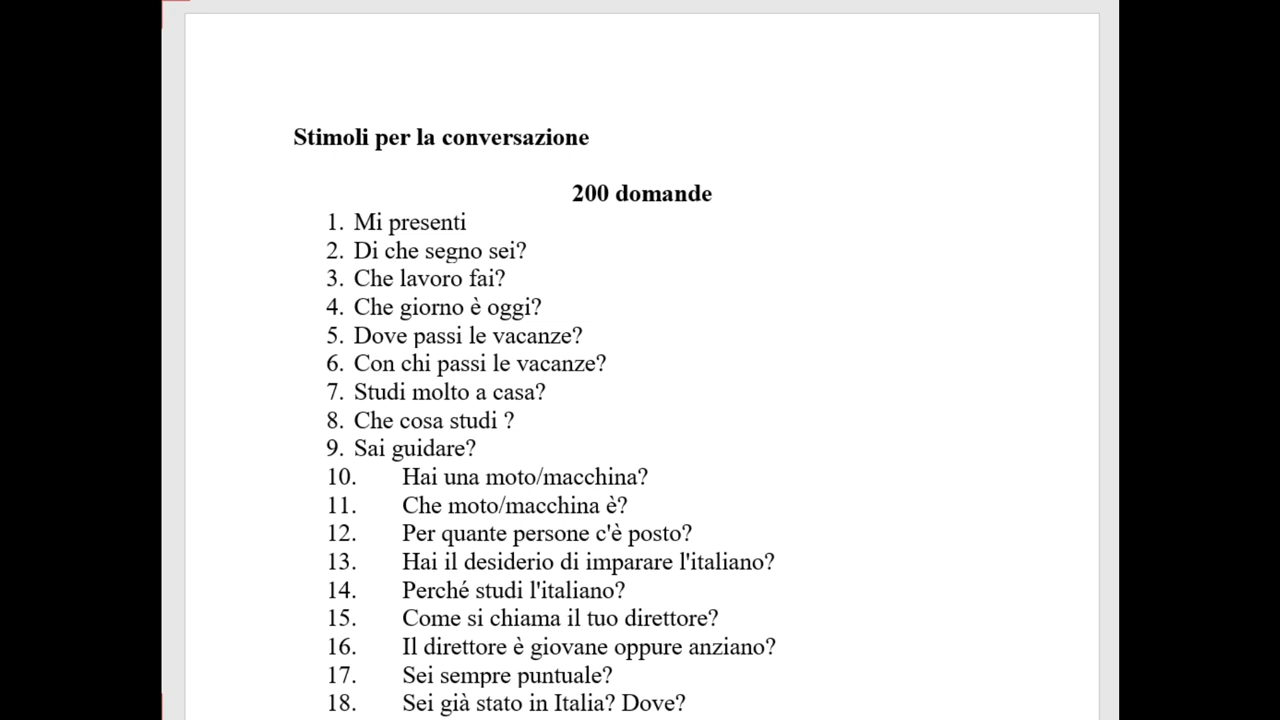 Stimoli per la conversazione
200 domande
1. Mi presenti
2. Di che segno sei?
3. Che lavoro fai?
4. Che giorno è oggi?
5. Dove passi le vacanze?
6. Con chi passi le vacanze?
7. Studi molto a casa?
8. Che cosa studi ?
9. Sai guidare?
10. Hai una moto/macchina?
11. Che moto/macchina è?
12. Per quante persone c'è posto?
13. Hai il desiderio di imparare l'italiano?
14. Perché studi l'italiano?
15. Come si chiama il tuo direttore?
16. Il direttore è giovane oppure anziano?
17. Sei sempre puntuale?
18. Sei già stato in Italia? Dove?